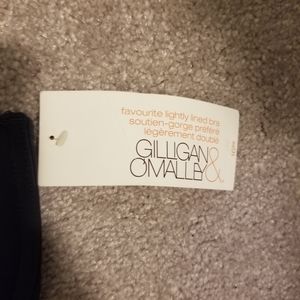 favourite lightly lined bra
soutien-gorge préféré
légèrement doublé
GILLIGAN &
O'MALLEY